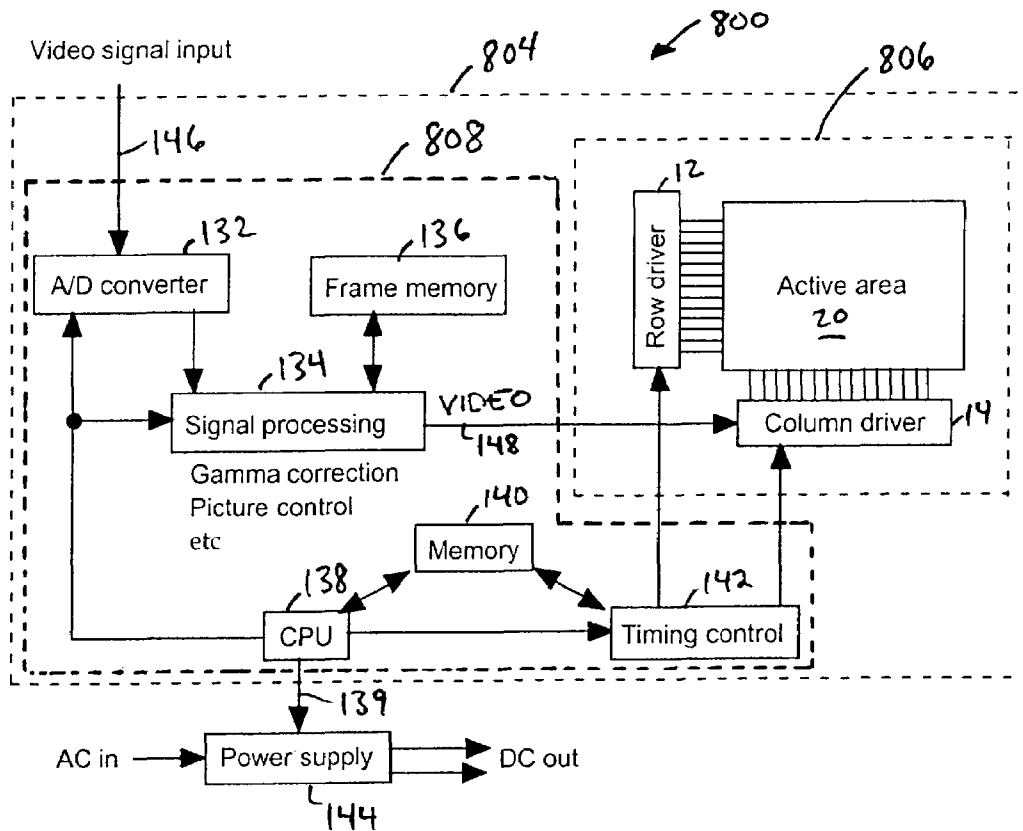 800
804
Video signal input
806
146
808
12
132
136
A/D converter
Frame memory
Row driver
Active area
20
134
VIDEO
Signal processing
148
Column driver
14
Gamma correction
Picture control
etc
140
Memory
138
142
CPU
Timing control
139
AC in
Power supply
DC out
144